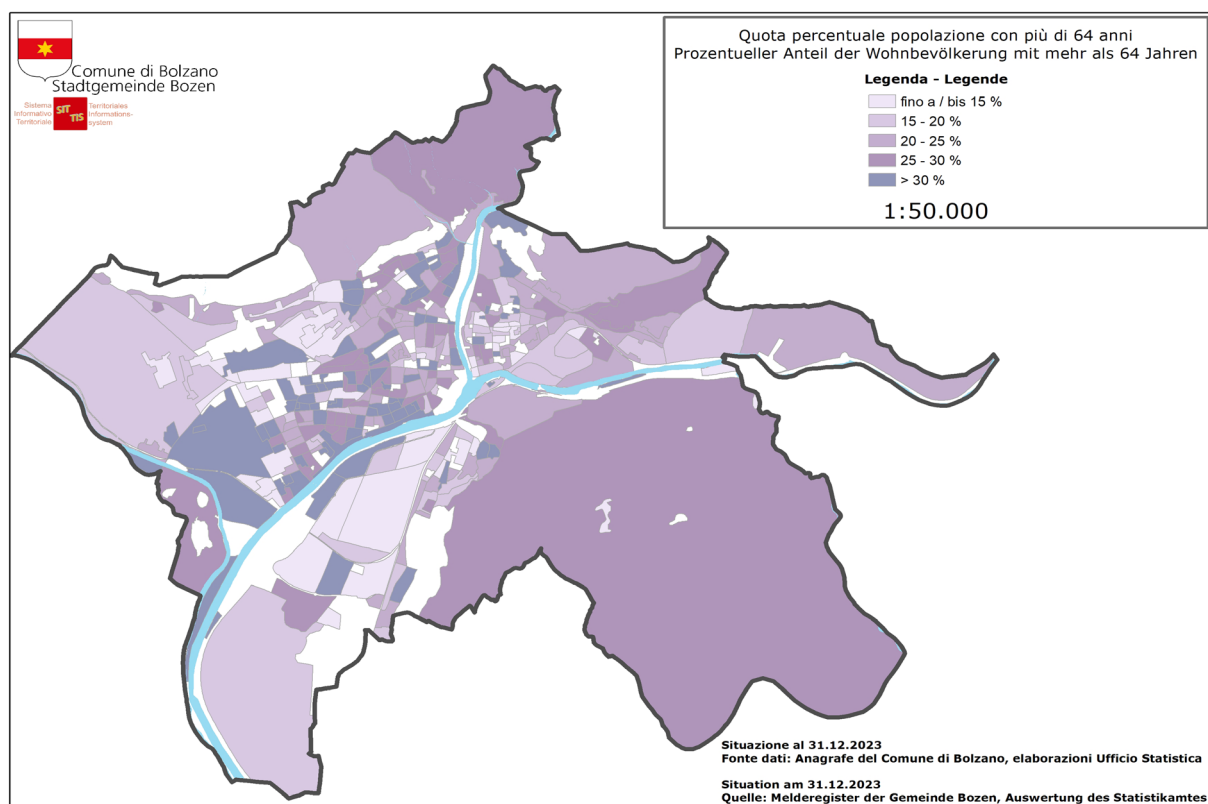 Comune di Bolzano
Stadtgemeinde Bozen
Sistema
Informativo
Territoriale
SIT
TIS
Territoriales
Informations-
system
Quota percentuale popolazione con più di 64 anni
Prozentueller Anteil der Wohnbevölkerung mit mehr als 64 Jahren
Legenda - Legende
fino a / bis 15 %
15 - 20 %
20 - 25 %
25 - 30 %
> 30 %
1:50.000
Situazione al 31.12.2023
Fonte dati: Anagrafe del Comune di Bolzano, elaborazioni Ufficio Statistica
Situation am 31.12.2023
Quelle: Melderegister der Gemeinde Bozen, Auswertung des Statistikamtes